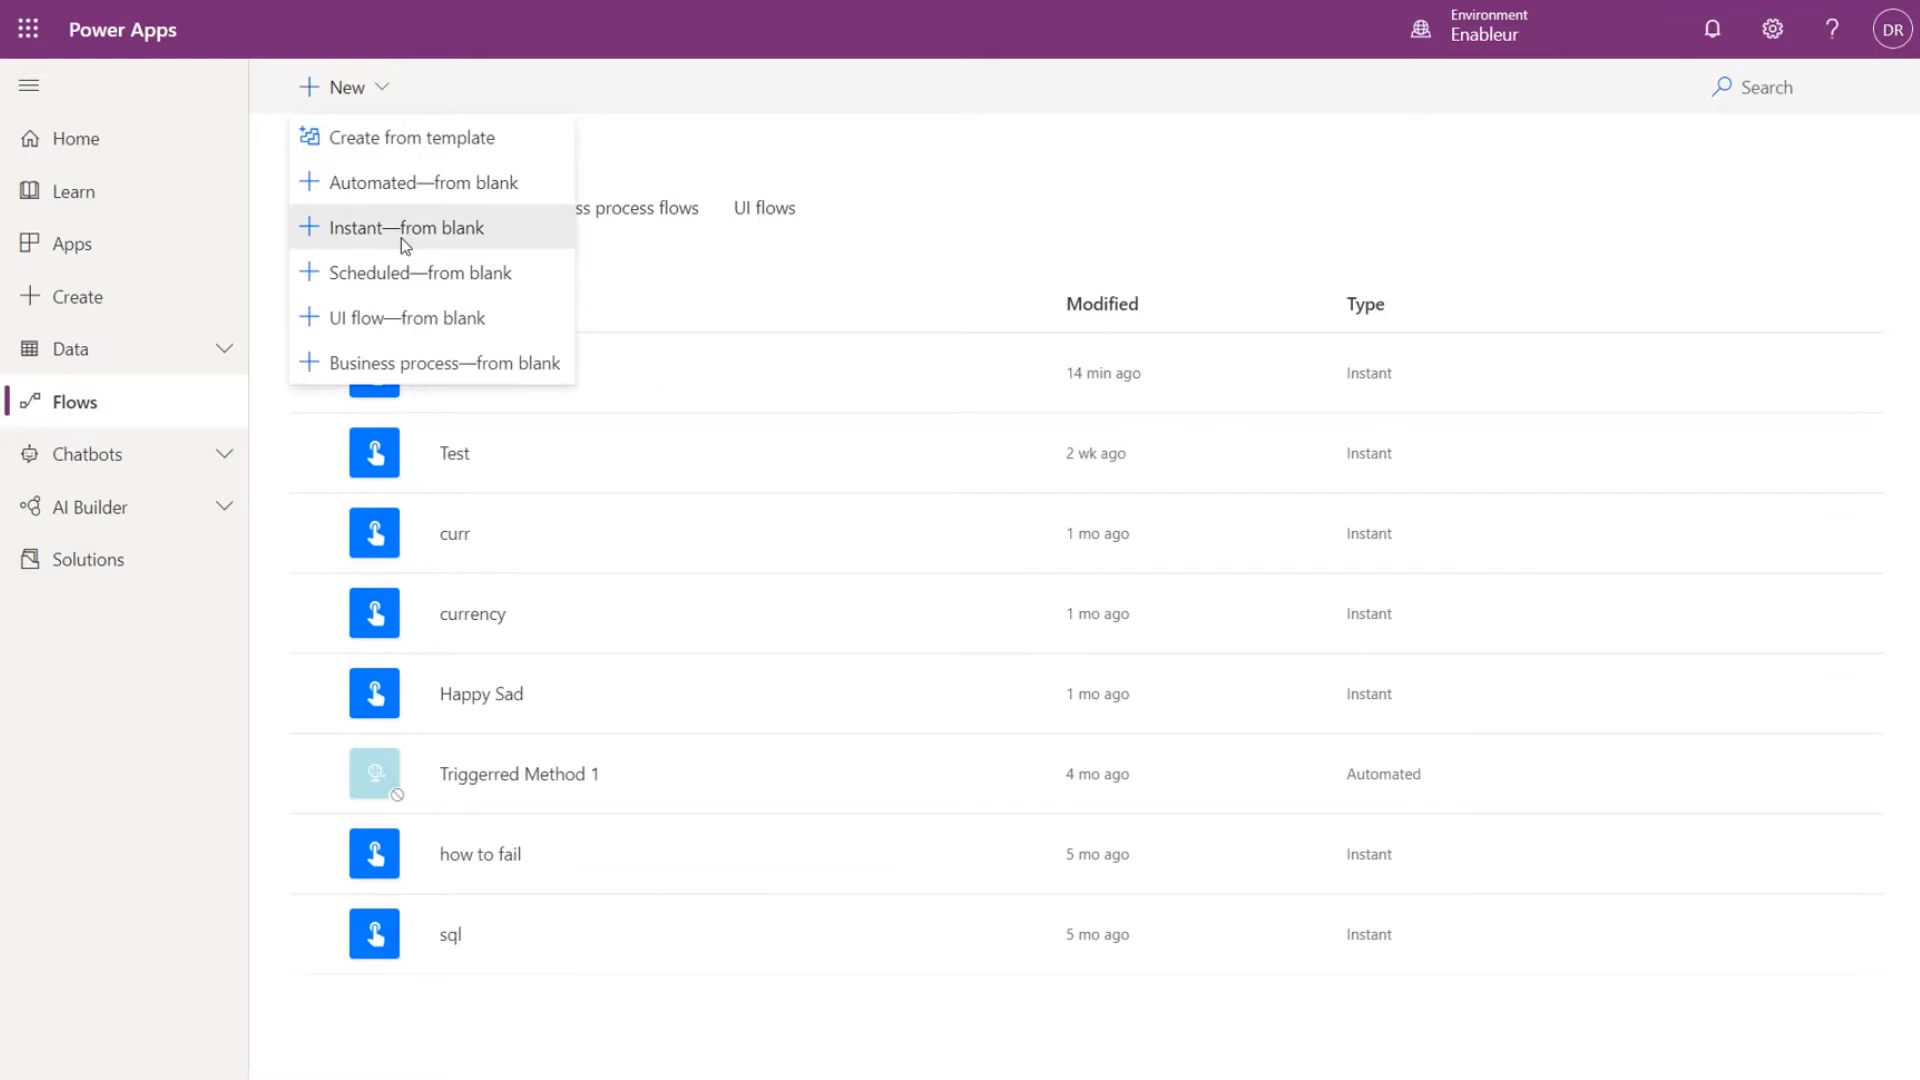 Power Apps
Environment
Enableur
DR
New
Search
Home
Learn
Apps
Create
Data
Flows
Chatbots
AI Builder
Solutions
Create from template
Automated—from blank
Instant—from blank
Scheduled—from blank
UI flow—from blank
Business process—from blank
ss process flows
UI flows
Modified
Type
14 min ago
Instant
Test
2 wk ago
Instant
curr
1 mo ago
Instant
currency
1 mo ago
Instant
Happy Sad
1 mo ago
Instant
Triggerred Method 1
4 mo ago
Automated
how to fail
5 mo ago
Instant
sql
5 mo ago
Instant